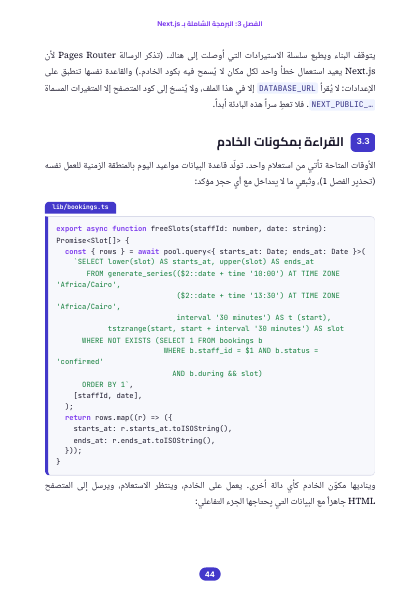 الفصل 3: البرمجة الشاملة بـ Next.js
يتوقف البناء ويطبع سلسلة الاستيرادات التي أوصلت إلى هناك. (تذكر الرسالة Pages Router لأن
Next.js يعيد استعمال خطأ واحد لكل مكان لا يُسمح فيه بكود الخادم.) والقاعدة نفسها تنطبق على
الإعدادات: لا يُقرأ DATABASE_URL إلا في هذا الملف، ولا يُنسخ إلى كود المتصفح إلا المتغيرات المسماة
NEXT_PUBLIC_… . فلا تعطِ سراً هذه البادئة أبداً.
3.3 القراءة بمكونات الخادم
الأوقات المتاحة تأتي من استعلام واحد. تولّد قاعدة البيانات مواعيد اليوم بالمنطقة الزمنية للعمل نفسه
(تحذير الفصل 1)، وتُبقي ما لا يتداخل مع أي حجز مؤكد:
lib/bookings.ts
export async function freeSlots(staffId: number, date: string):
Promise<Slot[]> {
const { rows } = await pool.query<{ starts_at: Date; ends_at: Date }>(
`SELECT lower(slot) AS starts_at, upper(slot) AS ends_at
FROM generate_series(($2::date + time '10:00') AT TIME ZONE
'Africa/Cairo',
($2::date + time '13:30') AT TIME ZONE
'Africa/Cairo',
interval '30 minutes') AS t (start),
tstzrange(start, start + interval '30 minutes') AS slot
WHERE NOT EXISTS (SELECT 1 FROM bookings b
WHERE b.staff_id = $1 AND b.status =
'confirmed'
AND b.during && slot)
ORDER BY 1`,
[staffId, date],
);
return rows.map((r) => ({
starts_at: r.starts_at.toISOString(),
ends_at: r.ends_at.toISOString(),
}));
}
ويناديها مكوّن الخادم كأي دالة أخرى. يعمل على الخادم، وينتظر الاستعلام، ويرسل إلى المتصفح
HTML جاهزاً مع البيانات التي يحتاجها الجزء التفاعلي:
44